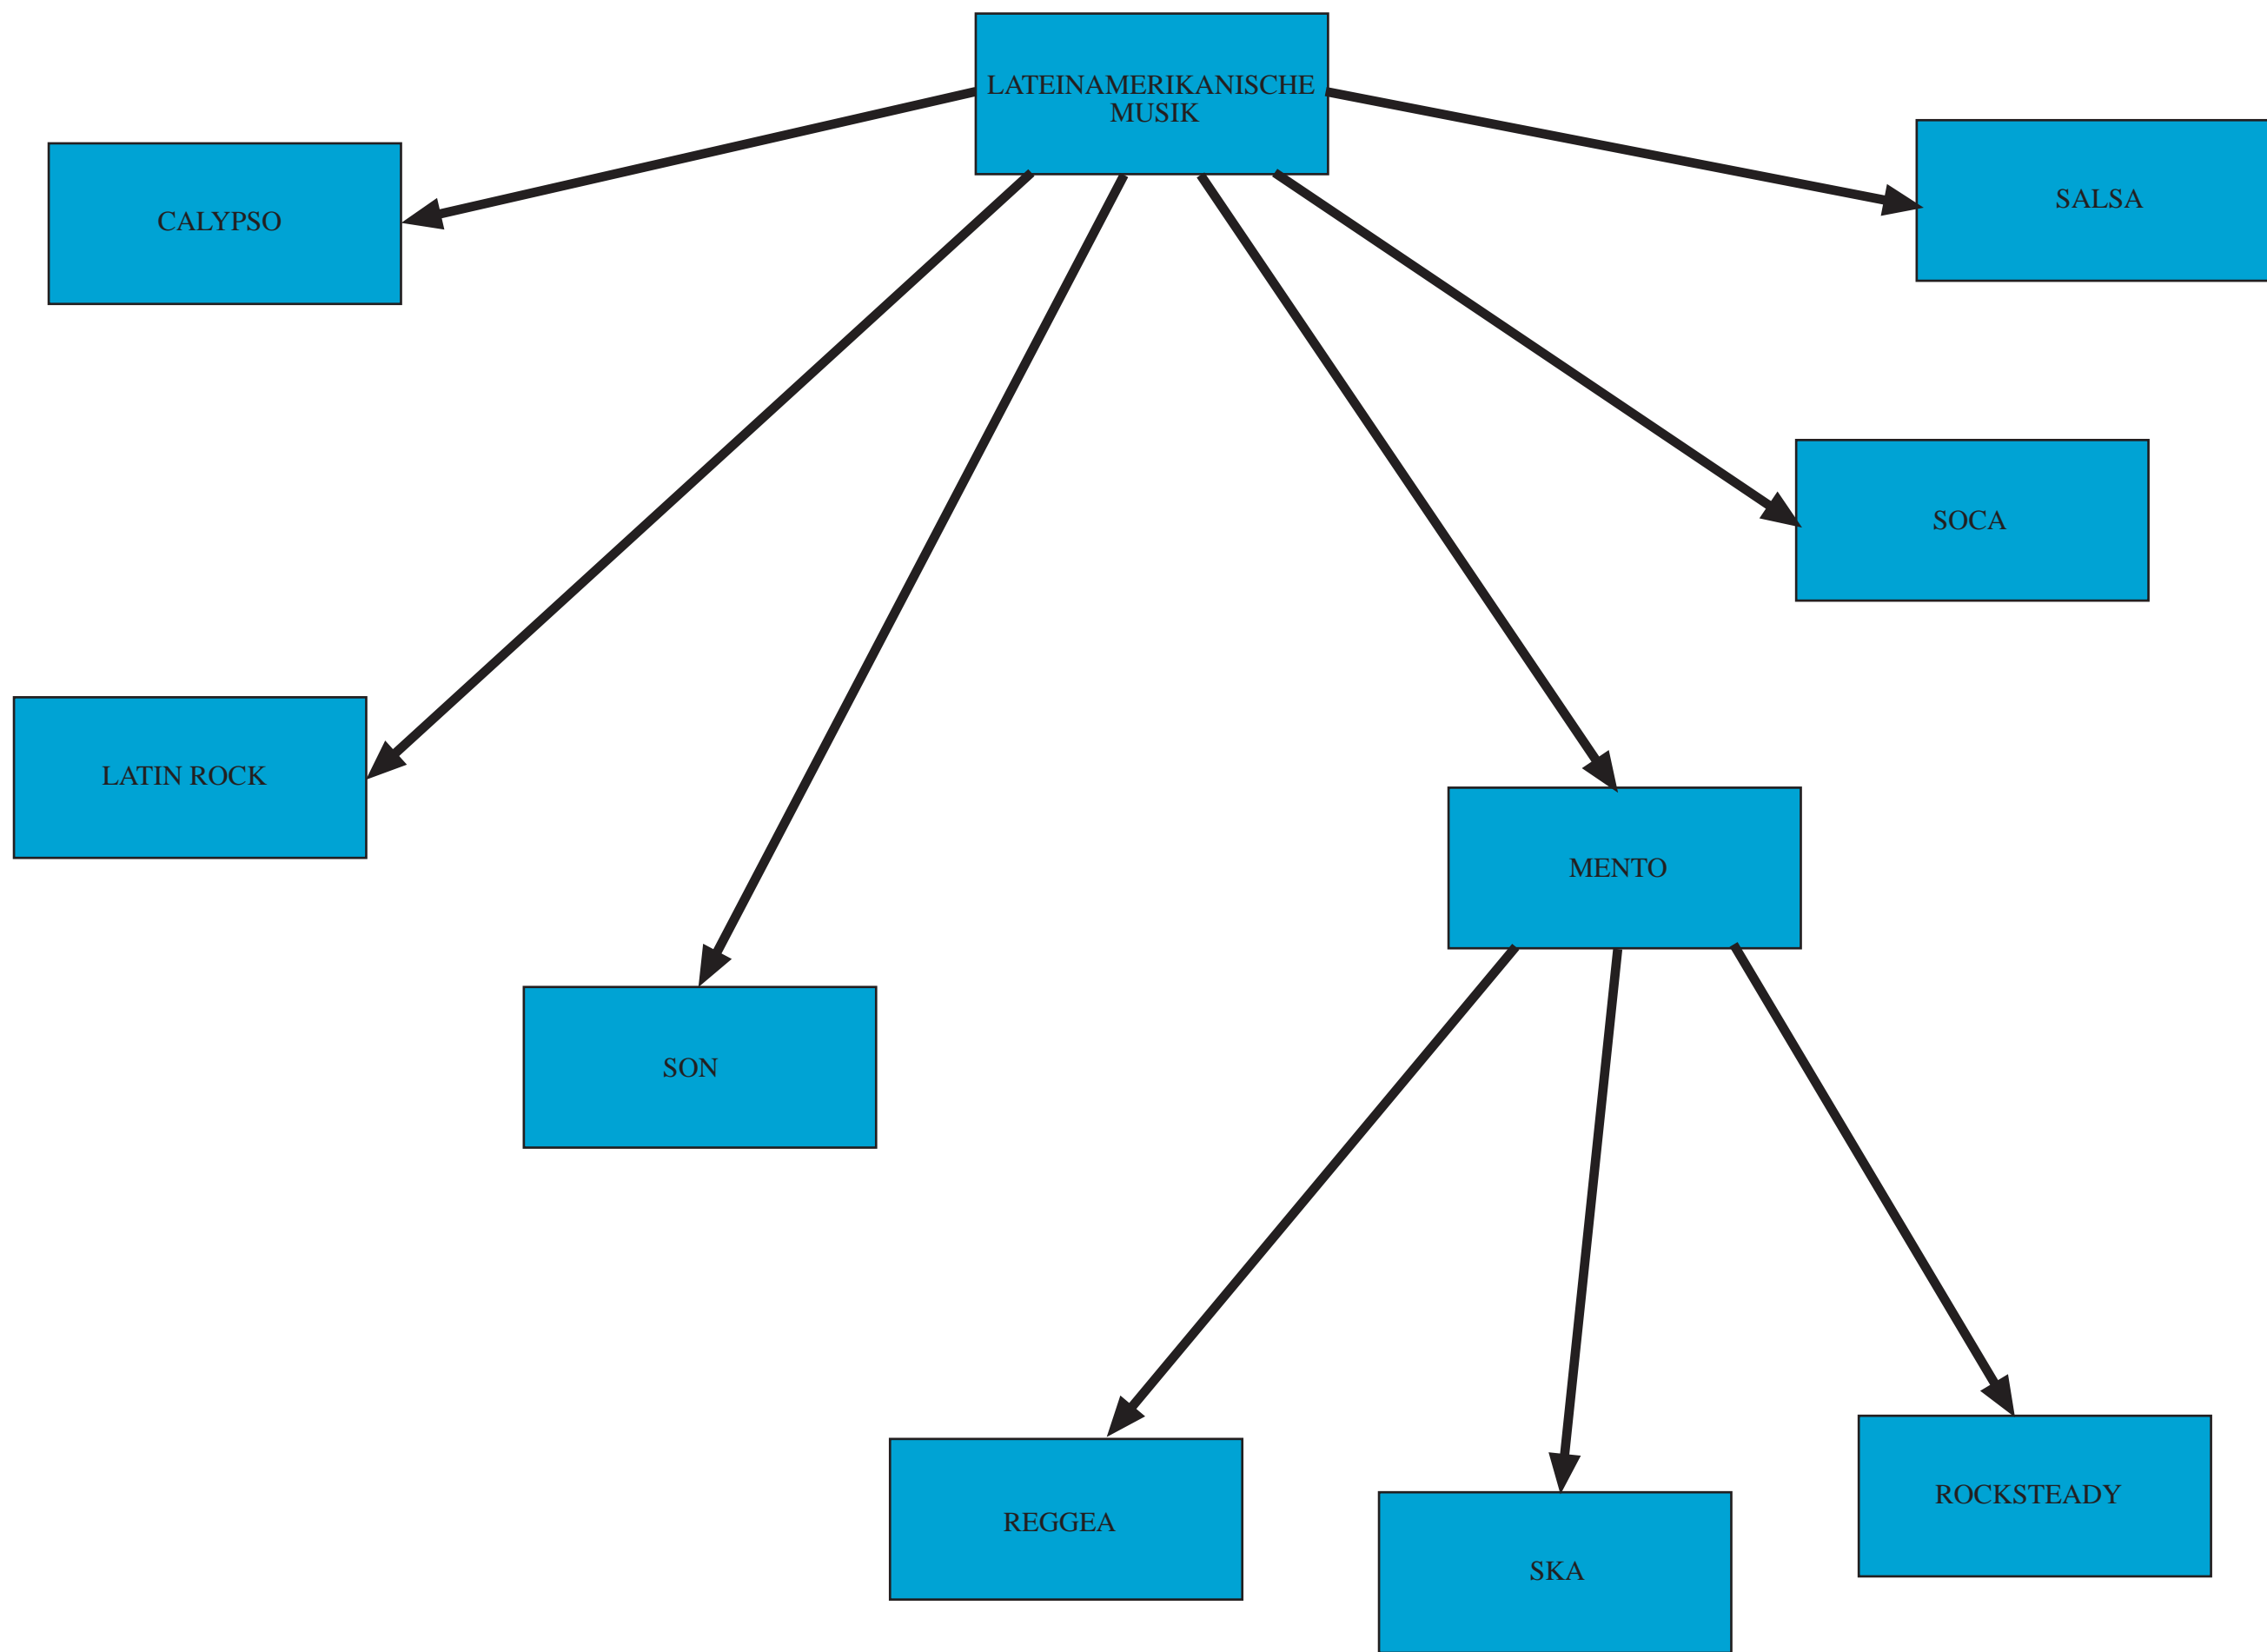 LATEINAMERIKANISCHE
MUSIK
CALYPSO
SALSA
SOCA
LATIN ROCK
MENTO
SON
REGGEA
SKA
ROCKSTEADY